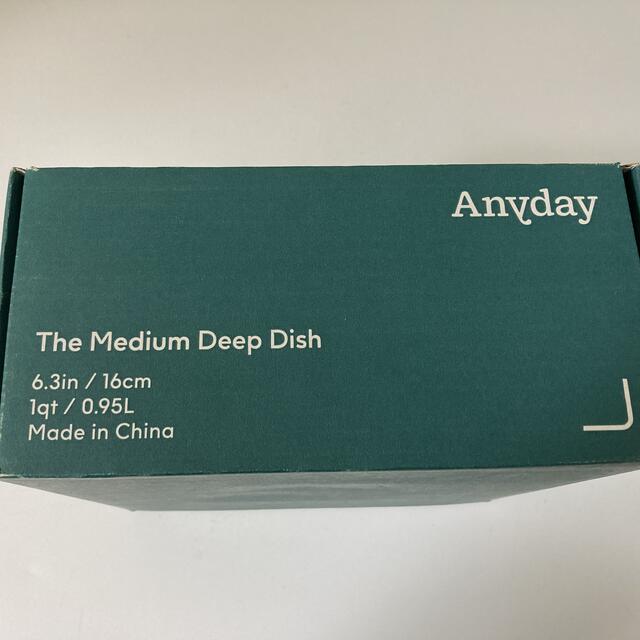 Anyday
The Medium Deep Dish
6.3in / 16cm
1qt / 0.95L
Made in China